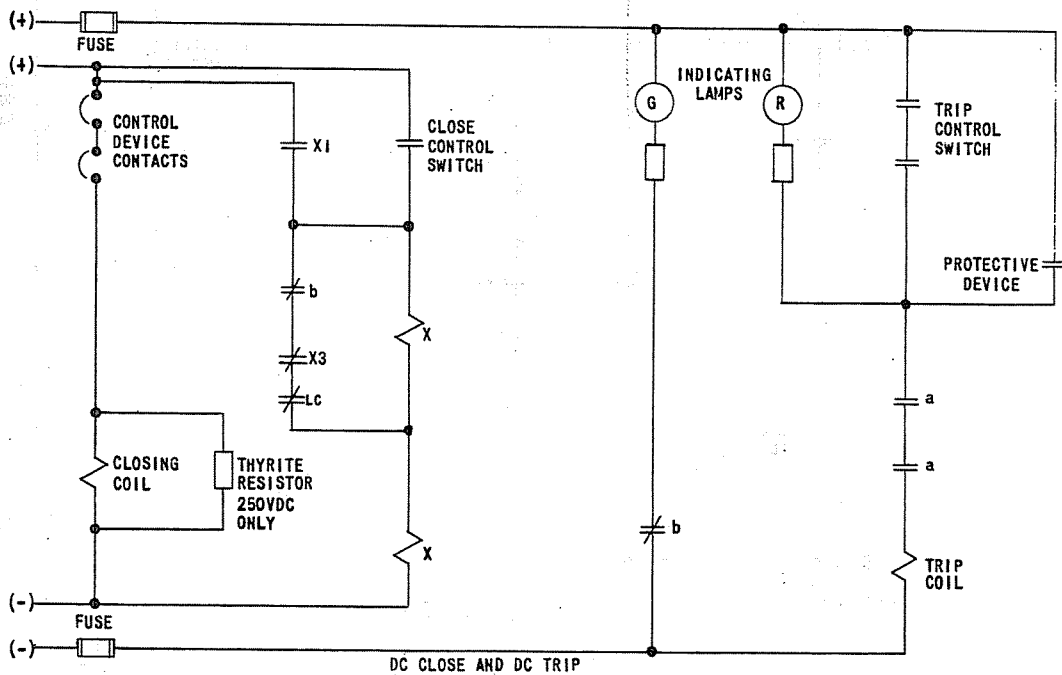 (+)
FUSE
(+)
CONTROL
DEVICE
CONTACTS
X1
CLOSE
CONTROL
SWITCH
INDICATING
LAMPS
G
R
TRIP
CONTROL
SWITCH
PROTECTIVE
DEVICE
b
X3
LC
X
a
a
CLOSING
COIL
THYRITE
RESISTOR
250VDC
ONLY
X
b
TRIP
COIL
(-)
FUSE
(-)
DC CLOSE AND DC TRIP